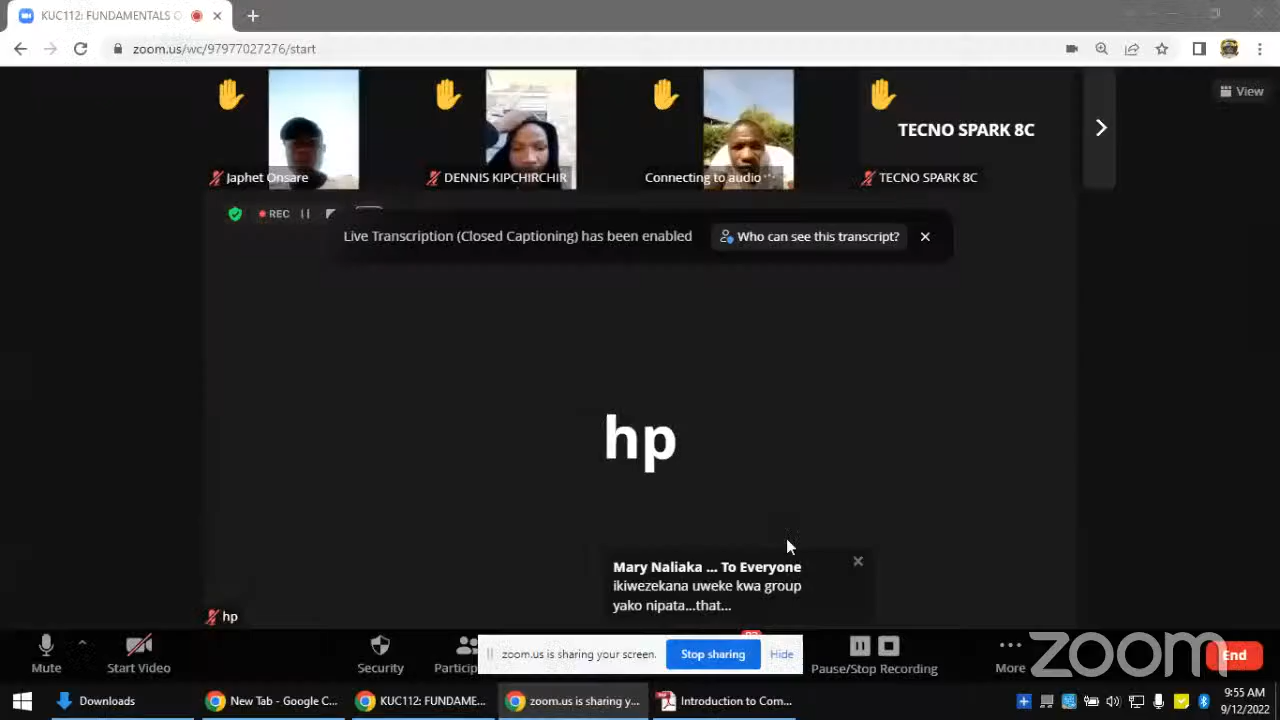 KUC112: FUNDAMENTALS
zoom.us/wc/97977027276/start
View
TECNO SPARK 8C
Japhet Onsare
DENNIS KIPCHIRCHIR
Connecting to audio
TECNO SPARK 8C
REC
Live Transcription (Closed Captioning) has been enabled
Who can see this transcript?
hp
Mary Naliaka ... To Everyone
ikiwezekana uweke kwa group
yako nipata...that...
hp
Mute
Start Video
Security
Particip
zoom.us is sharing your screen.
Stop sharing
Hide
Pause/Stop Recording
More
zoom
End
Downloads
New Tab - Google C...
KUC112: FUNDAME...
zoom.us is sharing y...
Introduction to Com...
9:55 AM
9/12/2022